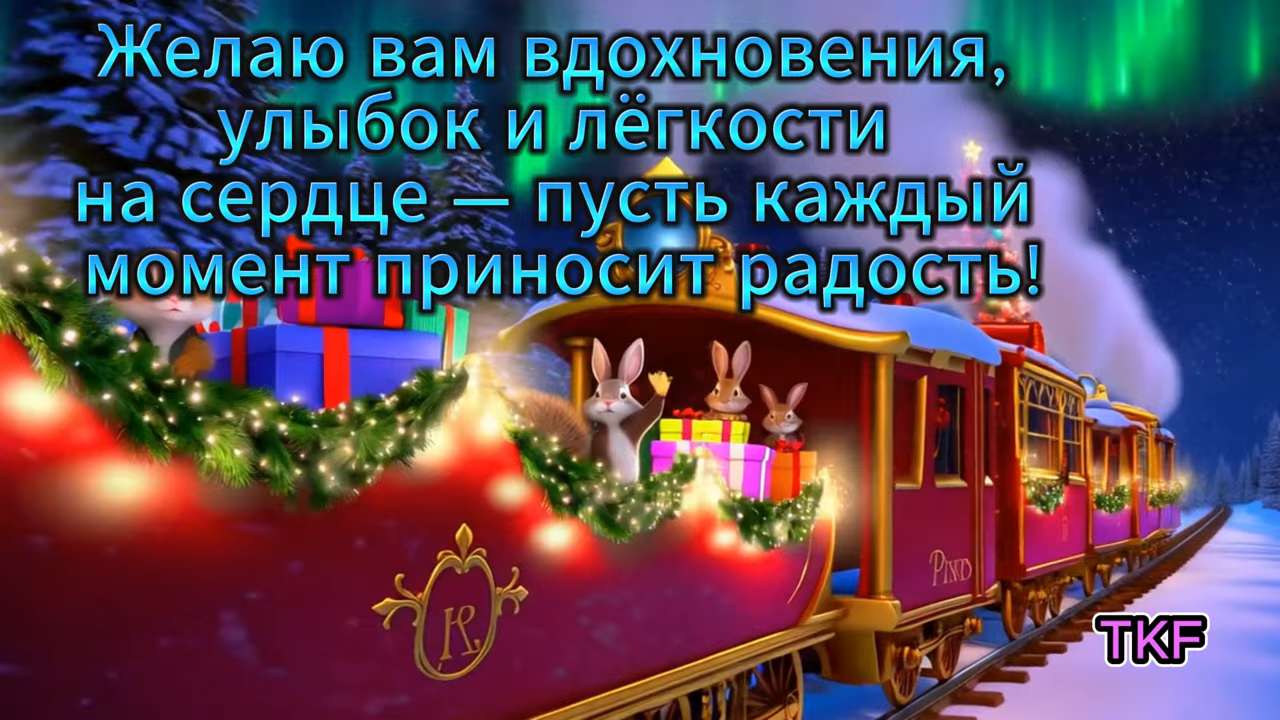 Желаю вам вдохновения,
улыбок и лёгкости
на сердце — пусть каждый
момент приносит радость!
TKF